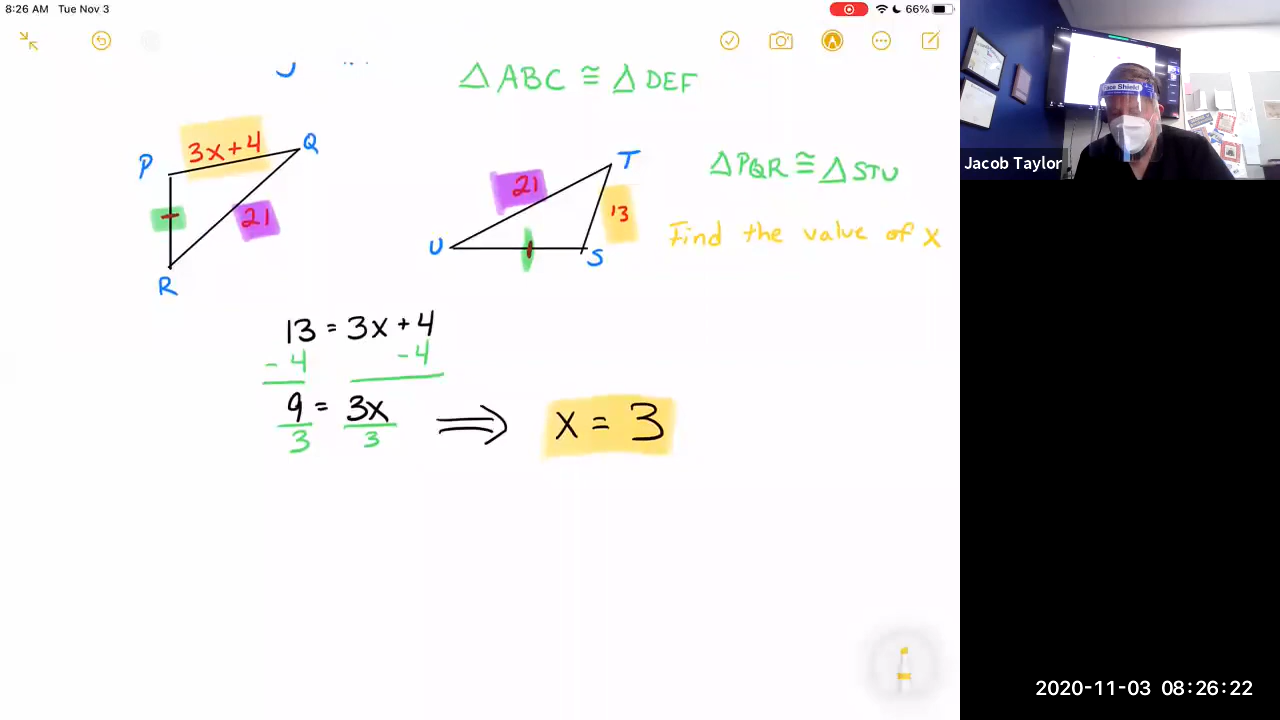 8:26 AM Tue Nov 3
66%
△ABC ≅ △DEF
P
3x+4
Q
21
R
T
21
13
U
S
△PQR ≅ △STU
Find the value of x
13 = 3x + 4
- 4 - 4
9 = 3x ⟹ x = 3
3 3
Face Shield
Jacob Taylor
2020-11-03 08:26:22